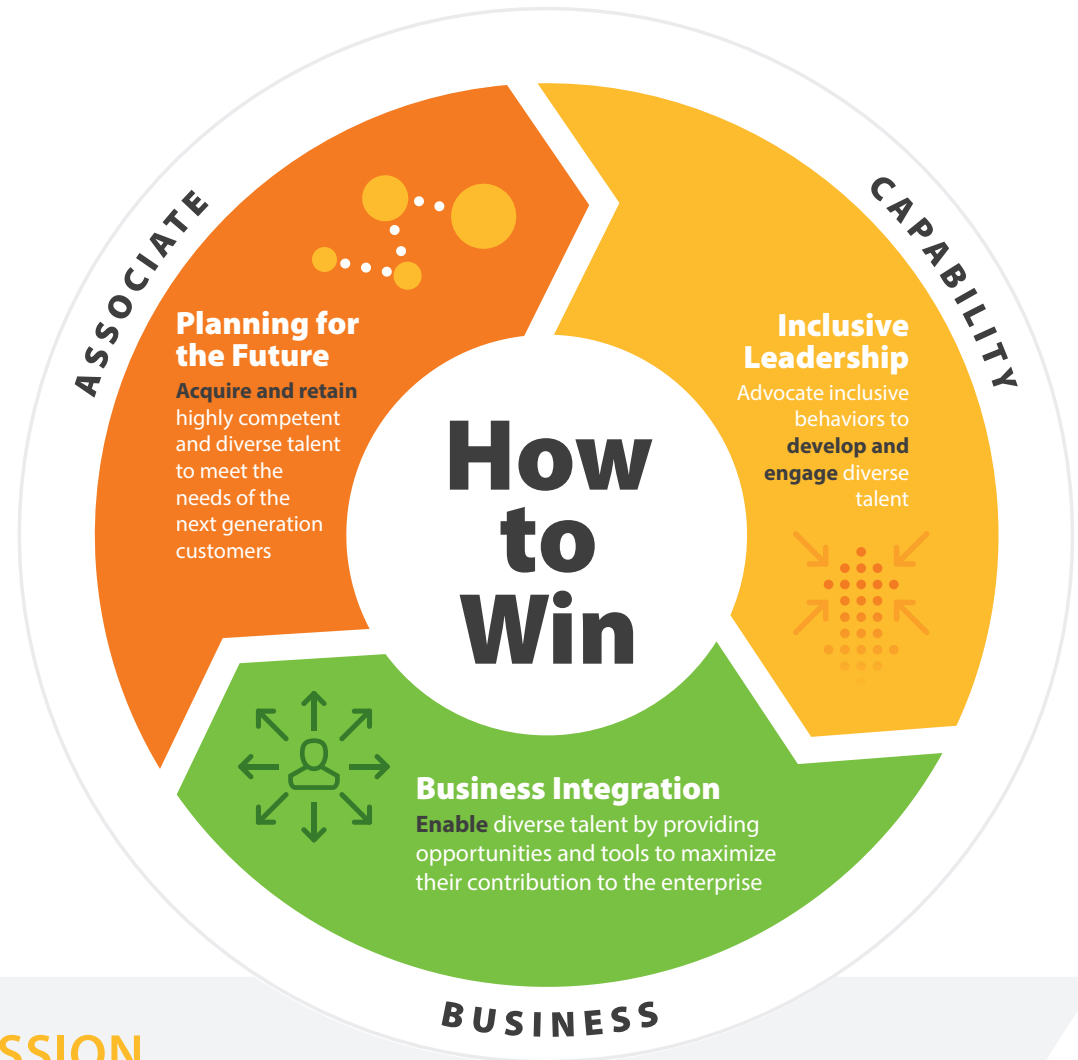 ASSOCIATE
Planning for
the Future
Acquire and retain
highly competent
and diverse talent
to meet the
needs of the
next generation
customers
CAPABILITY
Inclusive
Leadership
Advocate inclusive
behaviors to
develop and
engage diverse
talent
How
to
Win
Business Integration
Enable diverse talent by providing
opportunities and tools to maximize
their contribution to the enterprise
BUSINESS